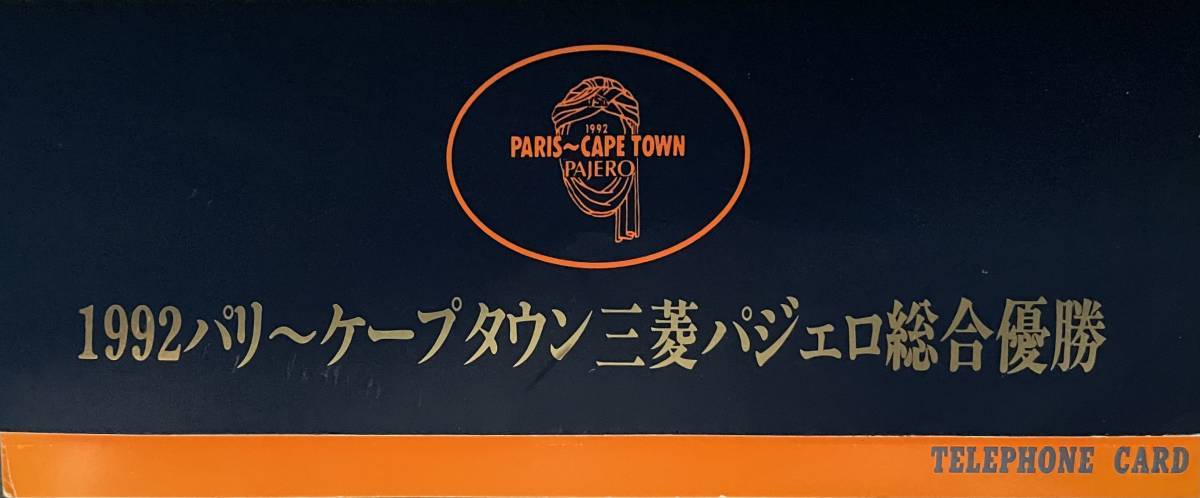 1992
PARIS~CAPE TOWN
PAJERO
1992パリ〜ケープタウン三菱パジェロ総合優勝
TELEPHONE CARD